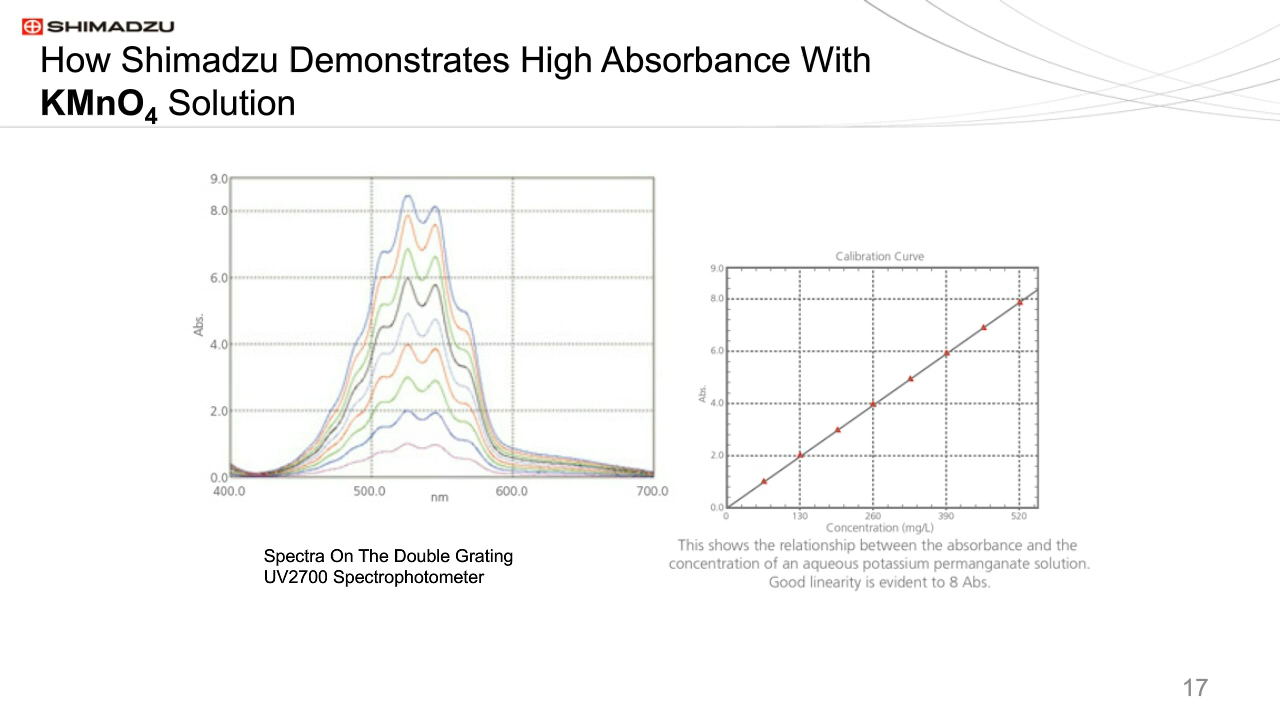 SHIMADZU
How Shimadzu Demonstrates High Absorbance With
KMnO4 Solution
9.0
8.0
6.0
4.0
2.0
0.0
Abs.
400.0 500.0 600.0 700.0
nm
Spectra On The Double Grating
UV2700 Spectrophotometer
Calibration Curve
9.0
8.0
6.0
4.0
2.0
0.0
Abs.
0 130 260 390 520
Concentration (mg/L)
This shows the relationship between the absorbance and the
concentration of an aqueous potassium permanganate solution.
Good linearity is evident to 8 Abs.
17